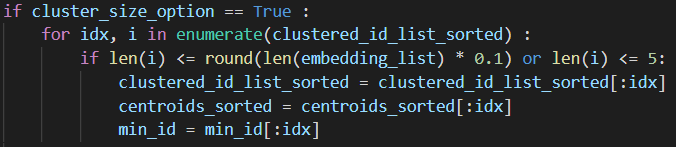 if cluster_size_option == True :
    for idx, i in enumerate(clustered_id_list_sorted) :
        if len(i) <= round(len(embedding_list) * 0.1) or len(i) <= 5:
            clustered_id_list_sorted = clustered_id_list_sorted[:idx]
            centroids_sorted = centroids_sorted[:idx]
            min_id = min_id[:idx]